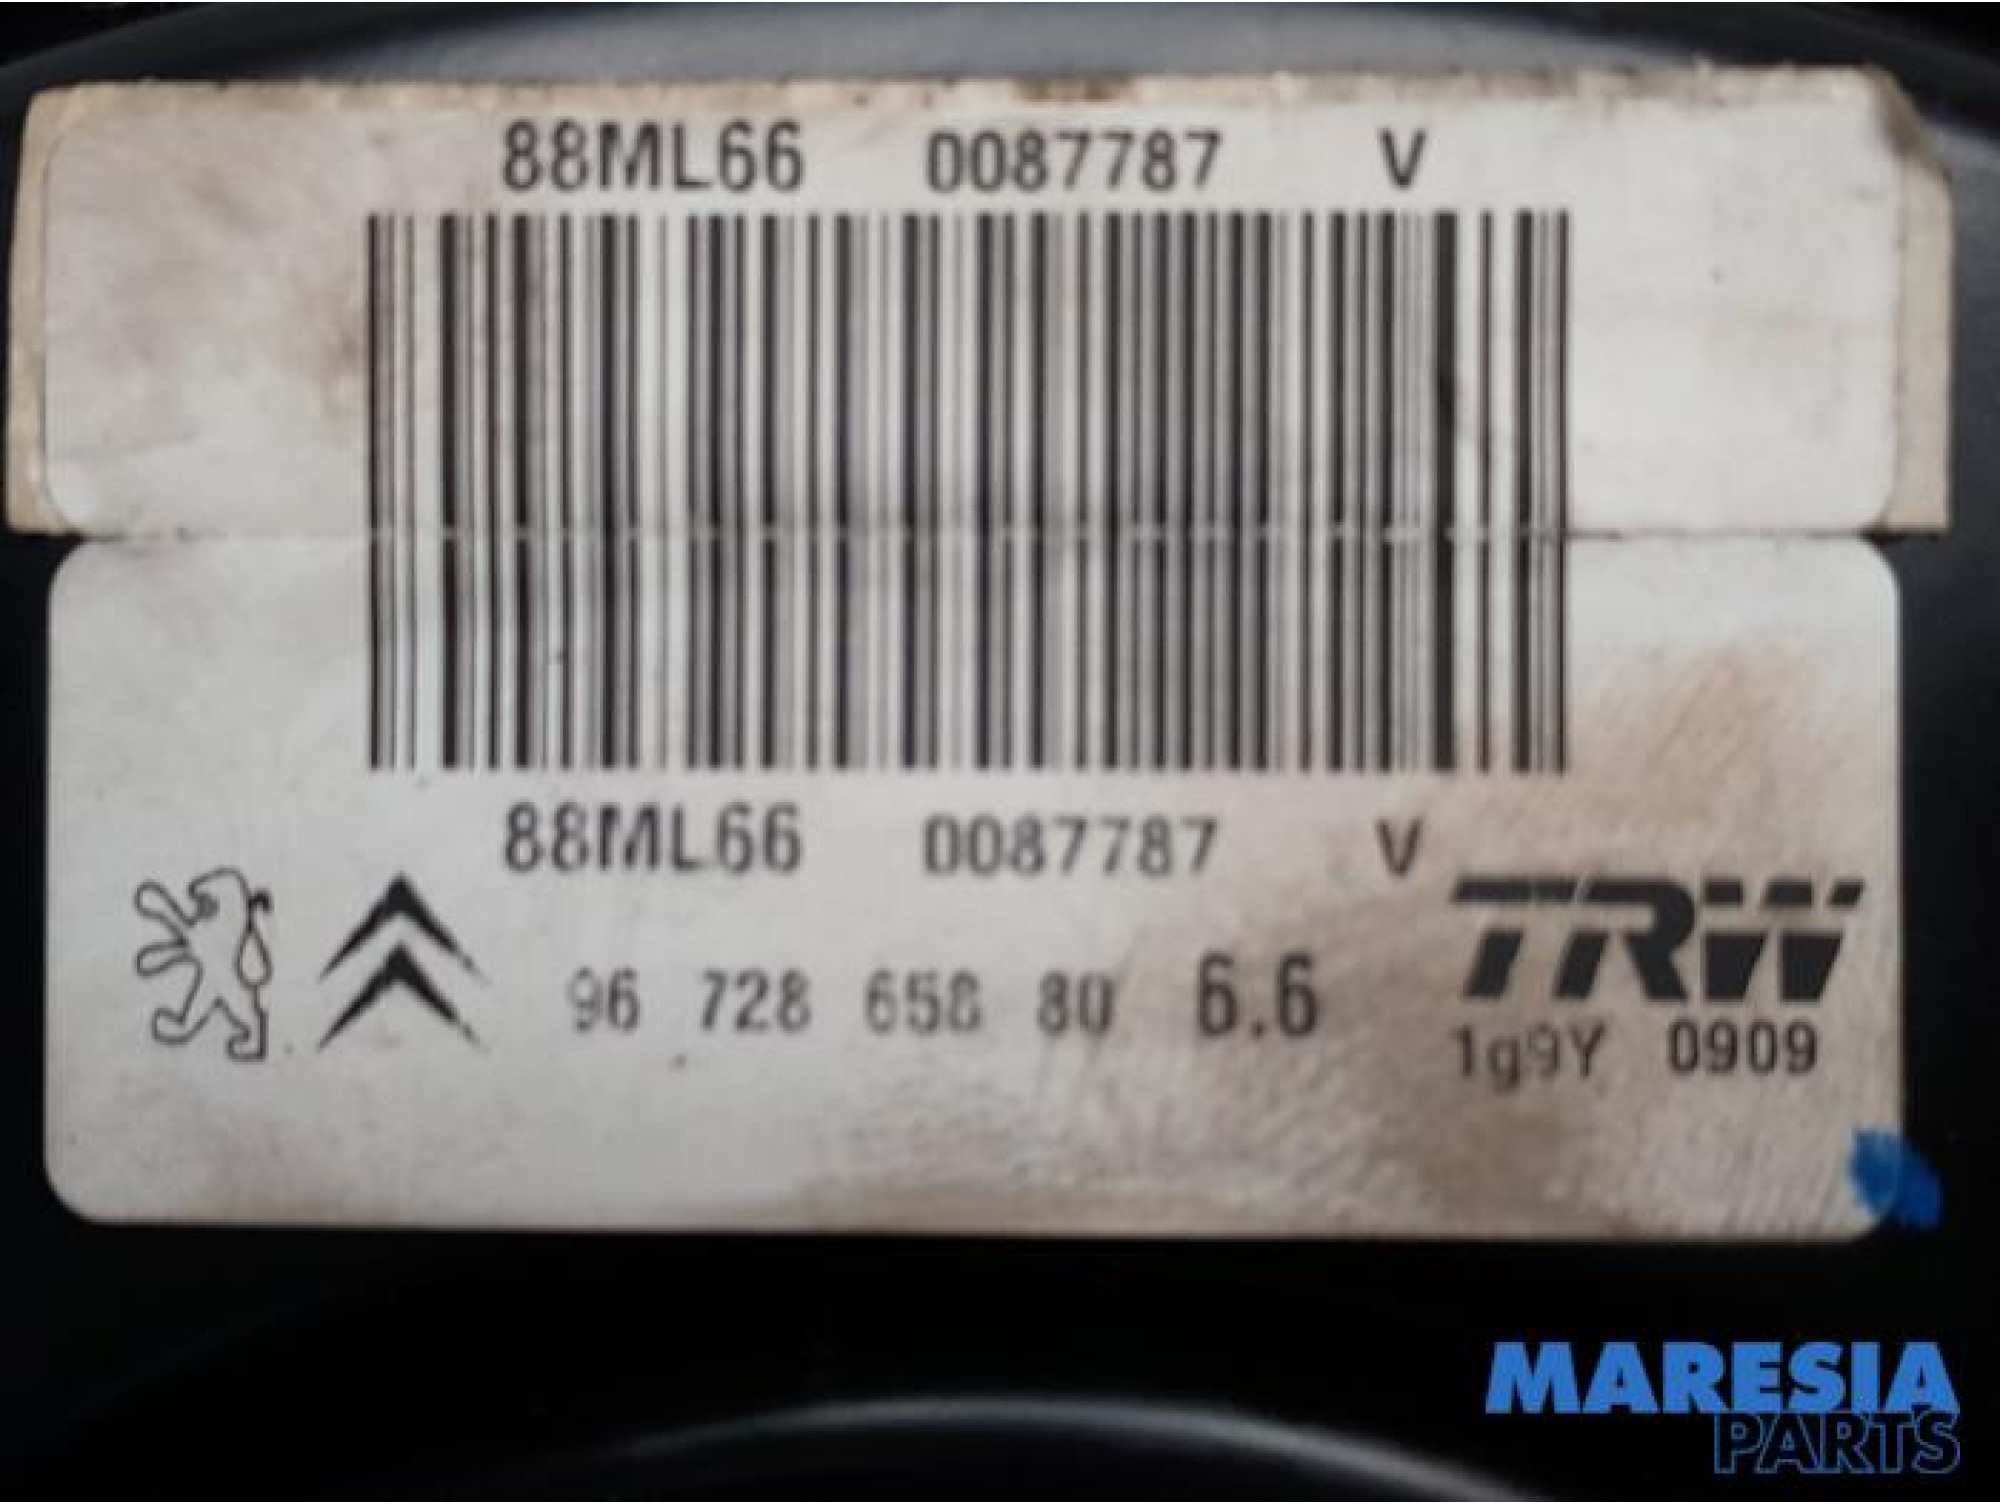 88ML66 0087787 V
88ML66 0087787 V
96 728 658 80 6.6
TRW
1g9Y 0909
MARESIA
PARTS